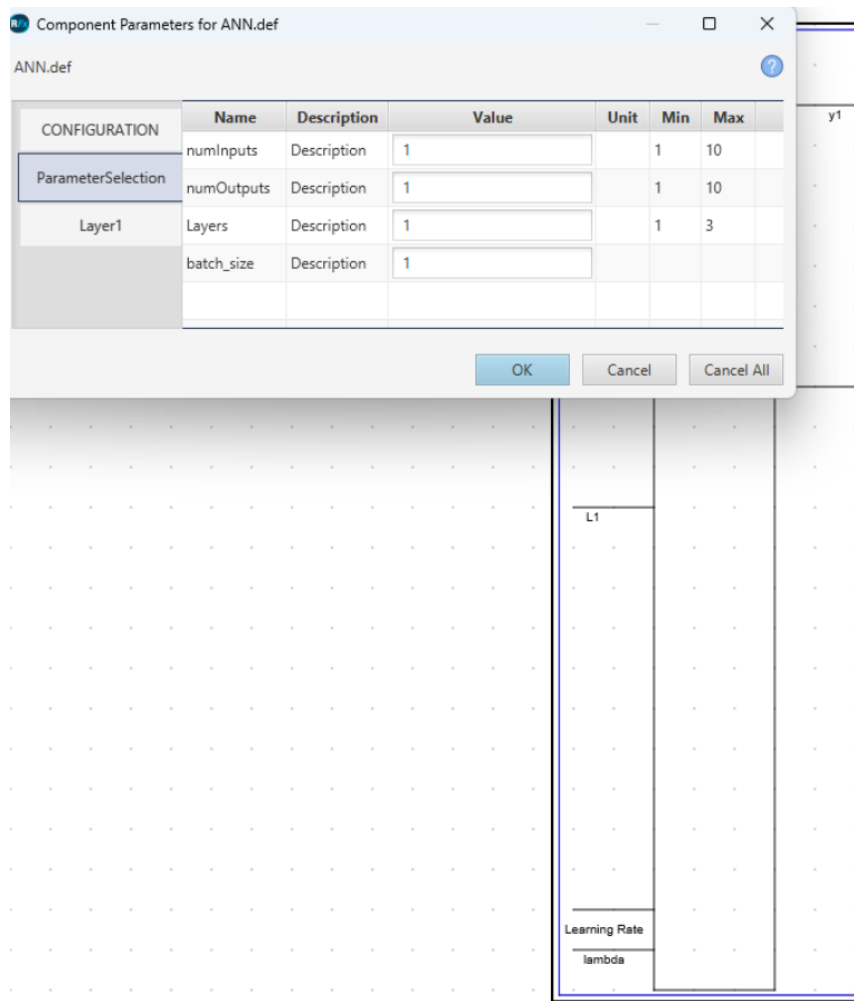 RFx Component Parameters for ANN.def
ANN.def
?
CONFIGURATION
ParameterSelection
Layer1
Name Description Value Unit Min Max
numInputs Description 1 1 10
numOutputs Description 1 1 10
Layers Description 1 1 3
batch_size Description 1
OK Cancel Cancel All
y1
L1
Learning Rate
lambda